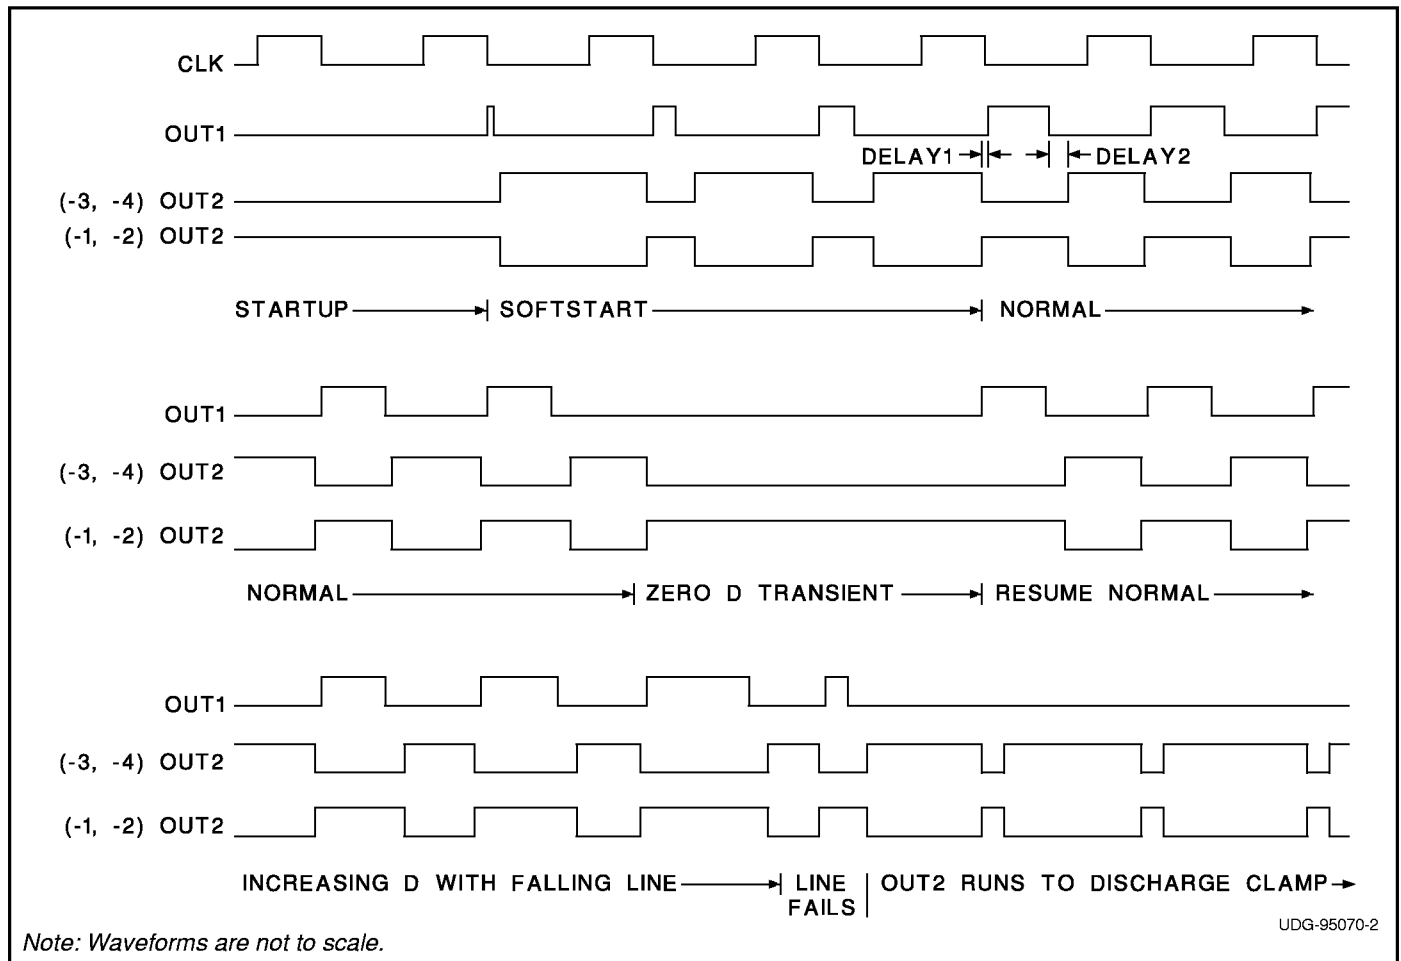 CLK
OUT1
DELAY1 DELAY2
(-3, -4) OUT2
(-1, -2) OUT2
STARTUP SOFTSTART NORMAL
OUT1
(-3, -4) OUT2
(-1, -2) OUT2
NORMAL ZERO D TRANSIENT RESUME NORMAL
OUT1
(-3, -4) OUT2
(-1, -2) OUT2
INCREASING D WITH FALLING LINE LINE FAILS OUT2 RUNS TO DISCHARGE CLAMP
UDG-95070-2
Note: Waveforms are not to scale.